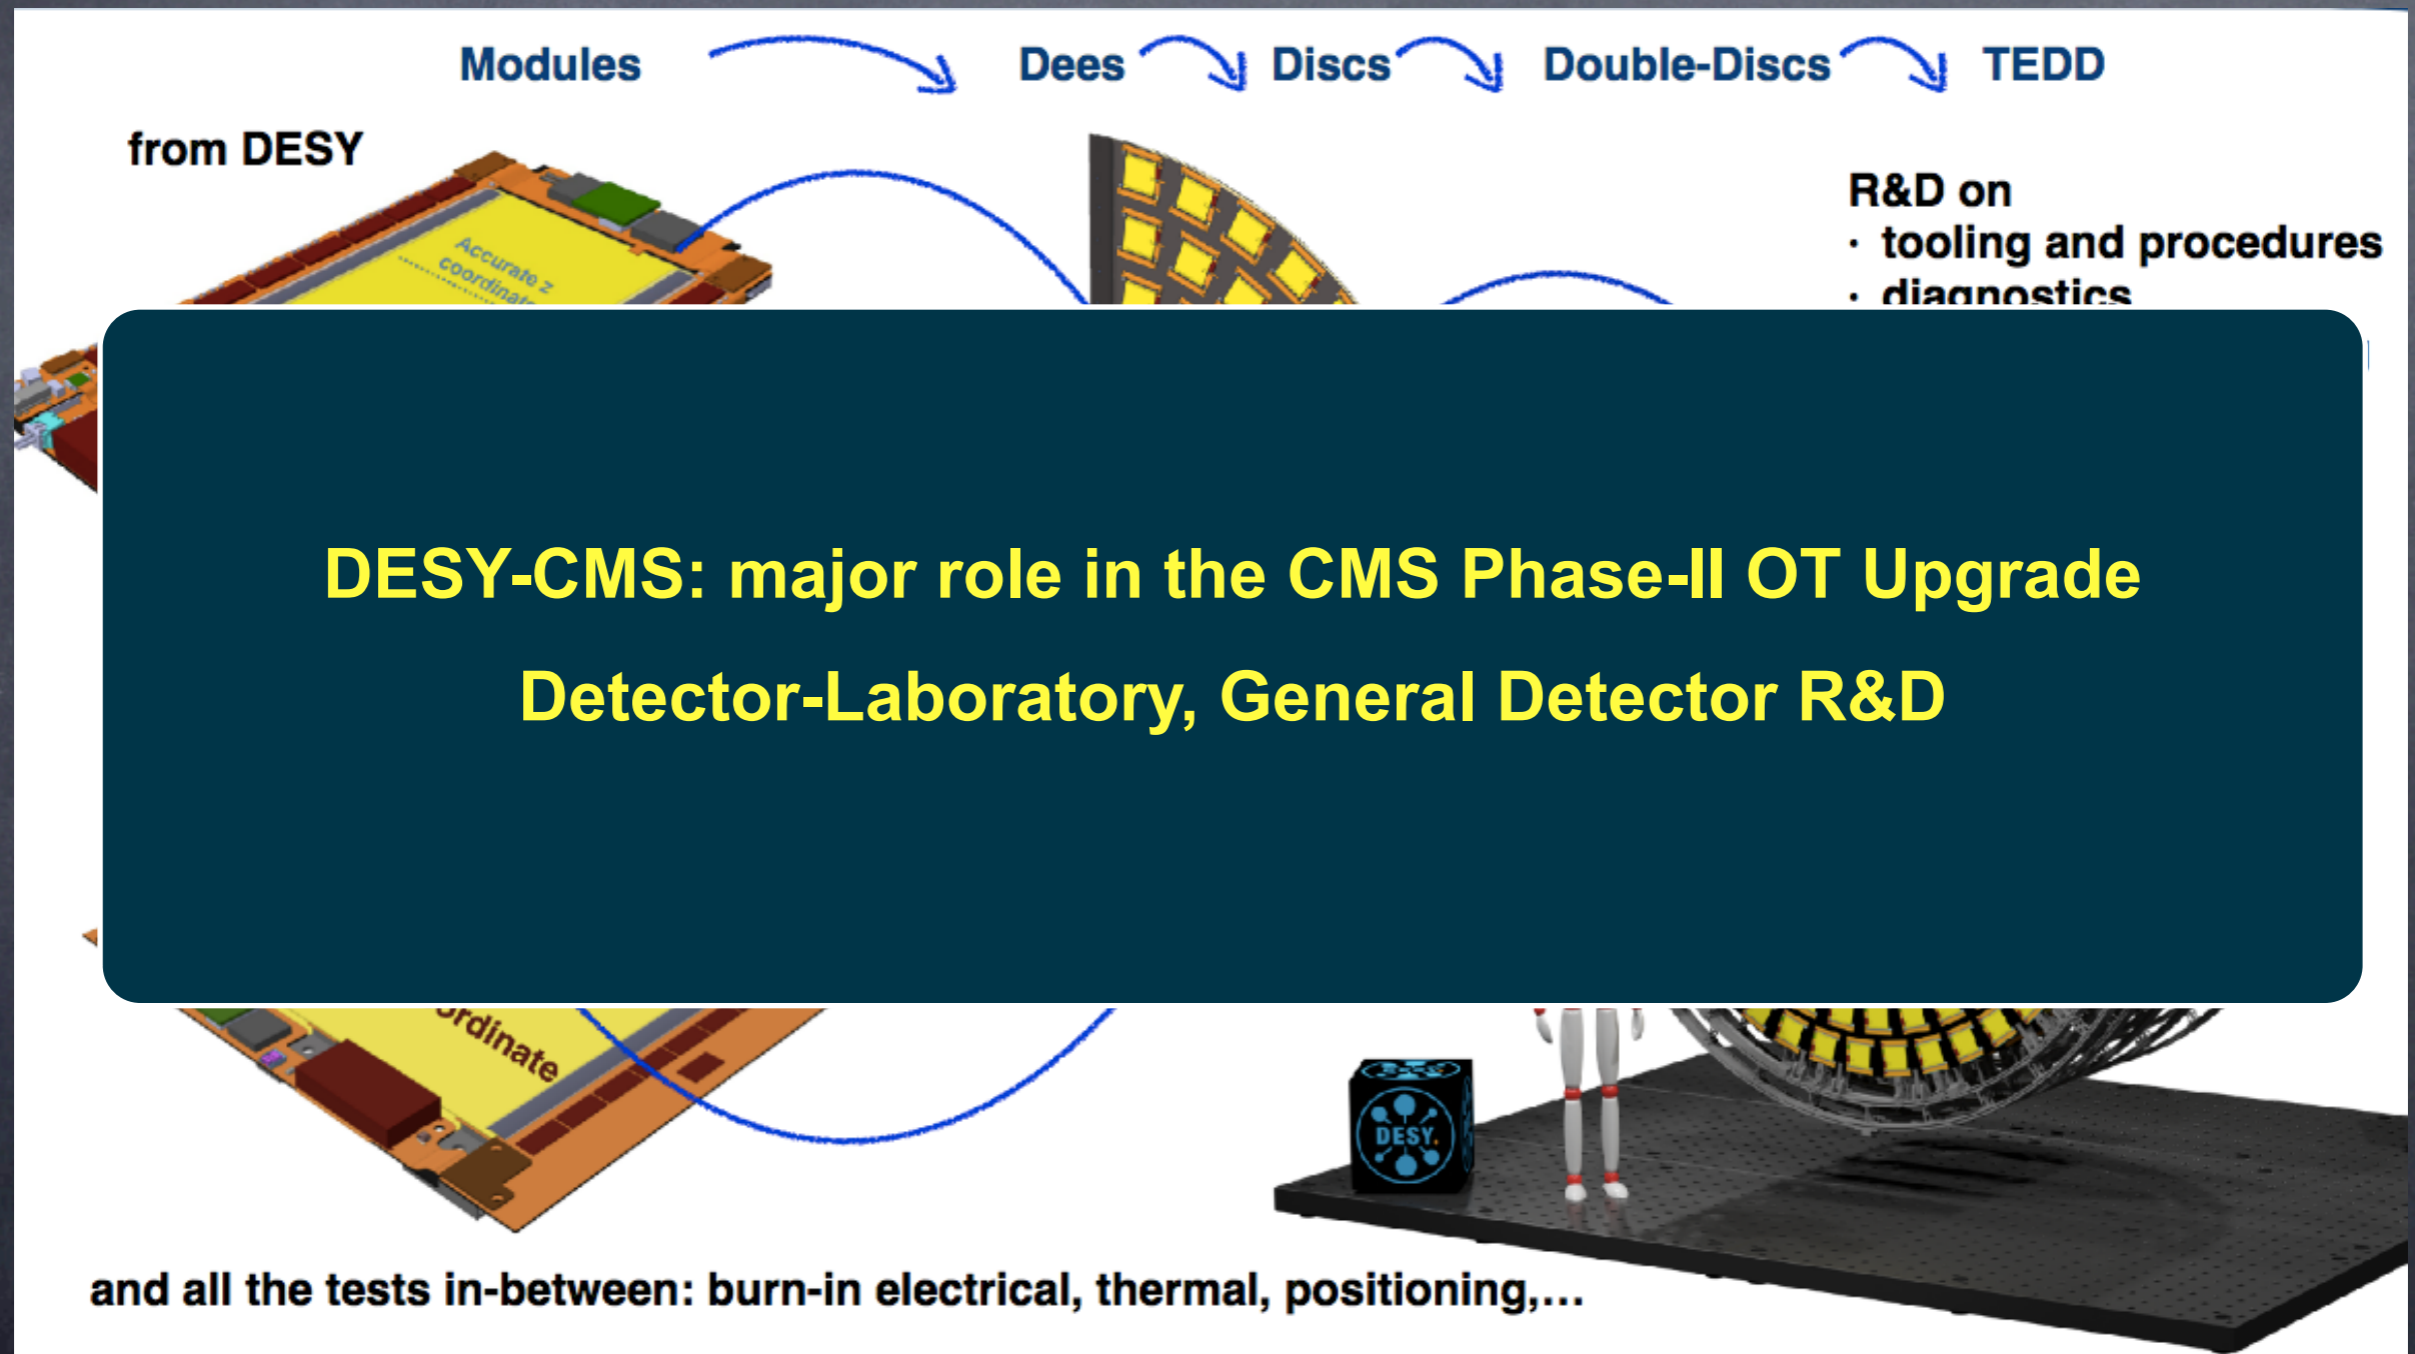 Modules Dees Discs Double-Discs TEDD
from DESY
R&D on
· tooling and procedures
· diagnostics
Accurate z
coordinate
DESY-CMS: major role in the CMS Phase-II OT Upgrade
Detector-Laboratory, General Detector R&D
ordinate
DESY.
and all the tests in-between: burn-in electrical, thermal, positioning,...